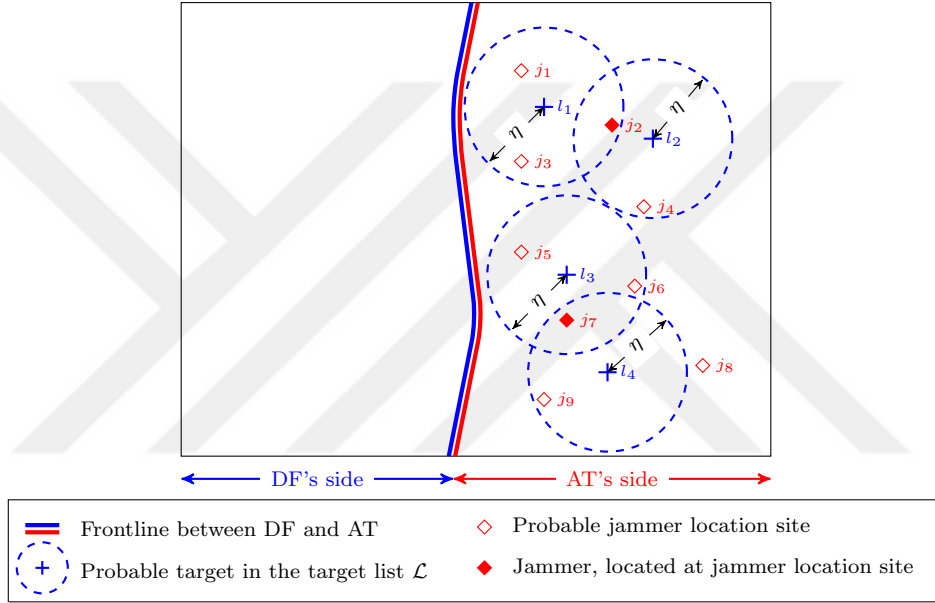 j₁
l₁
η
j₂
l₂
η
j₃
j₄
j₅
l₃
j₆
η
j₇
η
l₄
j₈
j₉
DF's side
AT's side
Frontline between DF and AT
Probable jammer location site
Probable target in the target list ℒ
Jammer, located at jammer location site